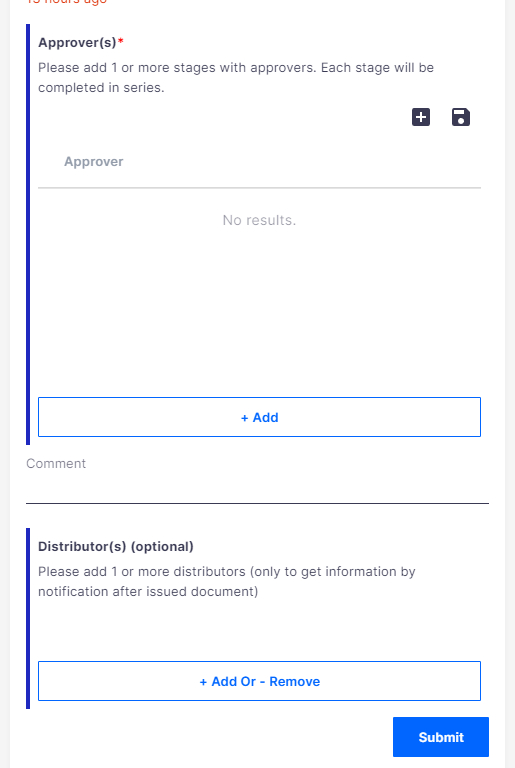 15 hours ago
Approver(s)*
Please add 1 or more stages with approvers. Each stage will be
completed in series.
Approver
No results.
+ Add
Comment
Distributor(s) (optional)
Please add 1 or more distributors (only to get information by
notification after issued document)
+ Add Or - Remove
Submit